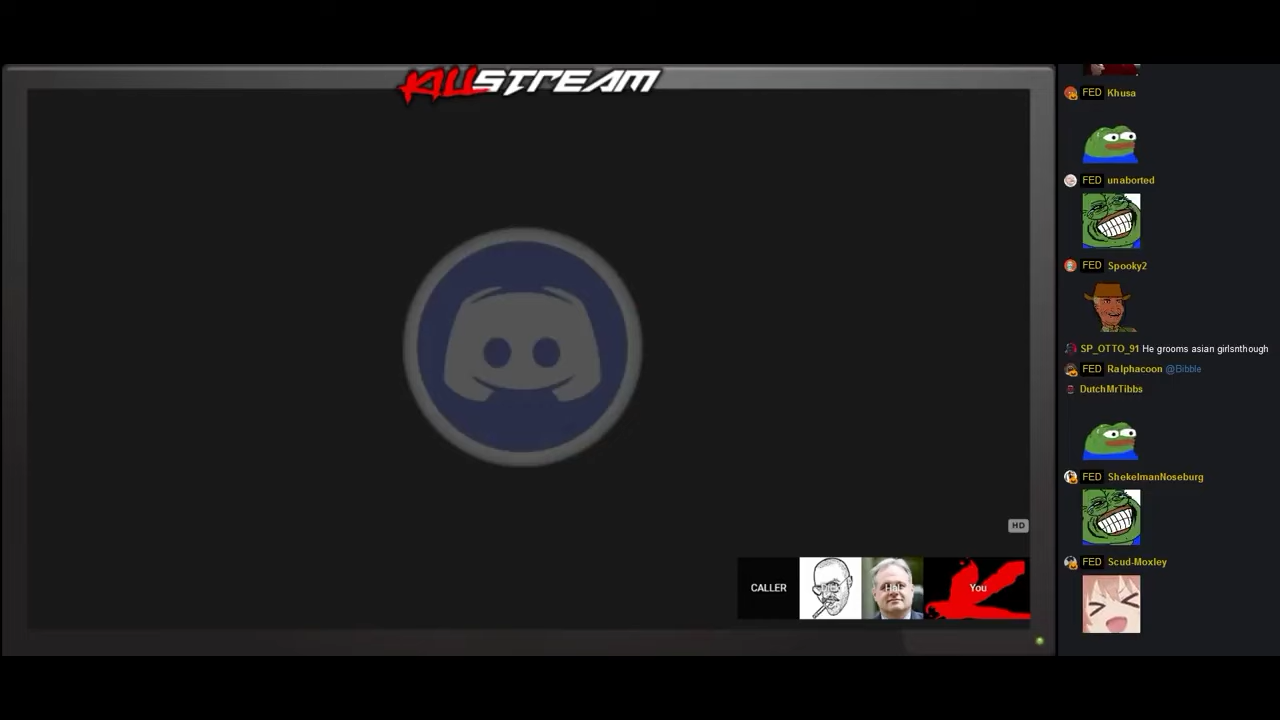 KILLSTREAM
FED Khusa
FED unaborted
FED Spooky2
SP_OTTO_91 He grooms asian girlsnthough
FED Ralphacoon @Bibble
DutchMrTibbs
FED ShekelmanNoseburg
FED Scud-Moxley
HD
CALLER
You